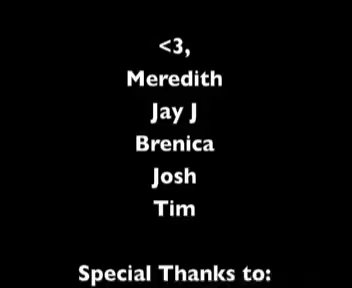 <3,
Meredith
Jay J
Brenica
Josh
Tim
Special Thanks to: